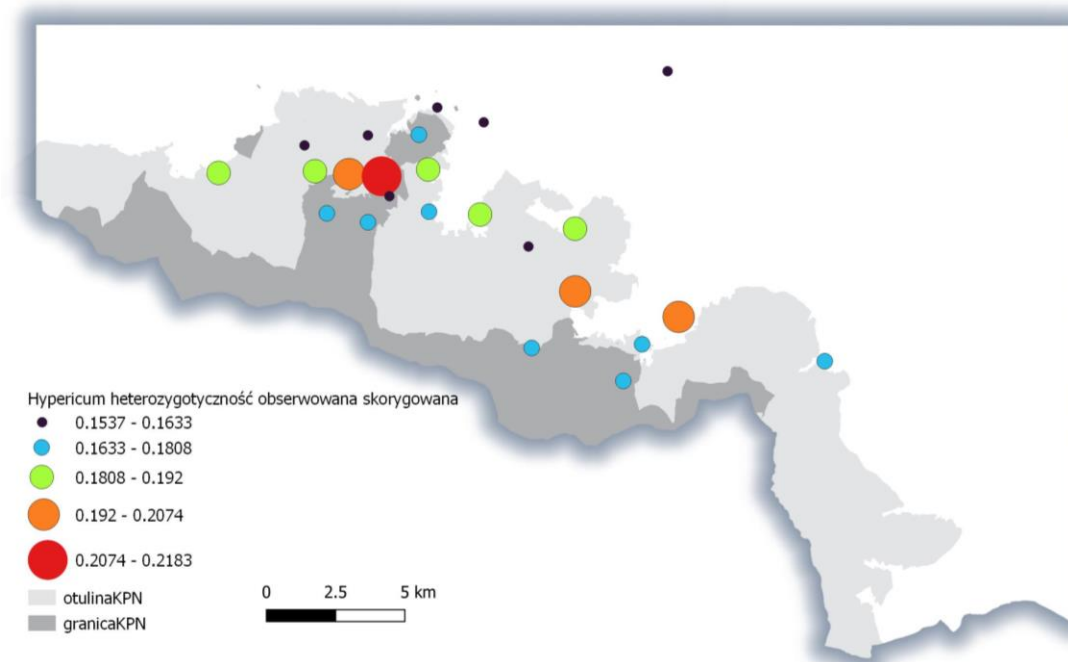 Hypericum heterozygotyczność obserwowana skorygowana
0.1537 - 0.1633
0.1633 - 0.1808
0.1808 - 0.192
0.192 - 0.2074
0.2074 - 0.2183
otulinaKPN
granicaKPN
0 2.5 5 km